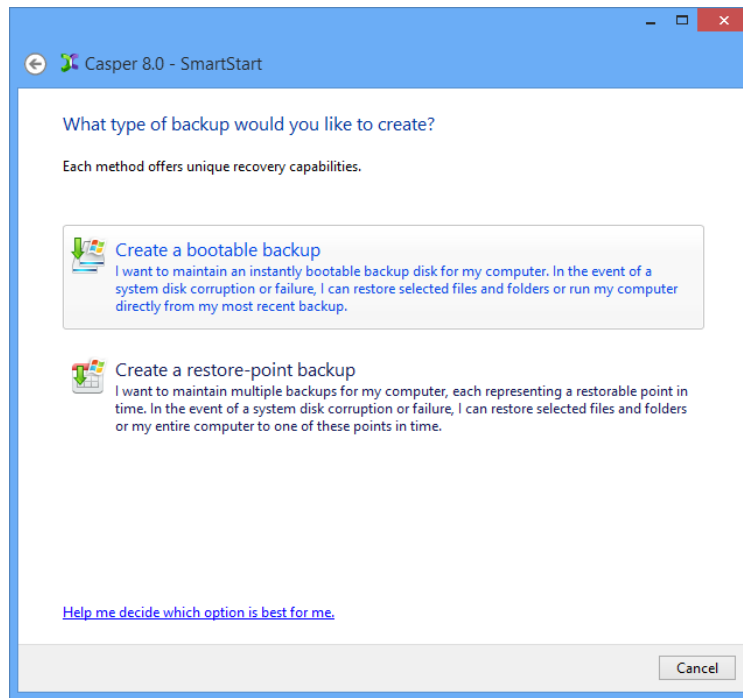 Casper 8.0 - SmartStart
What type of backup would you like to create?
Each method offers unique recovery capabilities.
Create a bootable backup
I want to maintain an instantly bootable backup disk for my computer. In the event of a
system disk corruption or failure, I can restore selected files and folders or run my computer
directly from my most recent backup.
Create a restore-point backup
I want to maintain multiple backups for my computer, each representing a restorable point in
time. In the event of a system disk corruption or failure, I can restore selected files and folders
or my entire computer to one of these points in time.
Help me decide which option is best for me.
Cancel